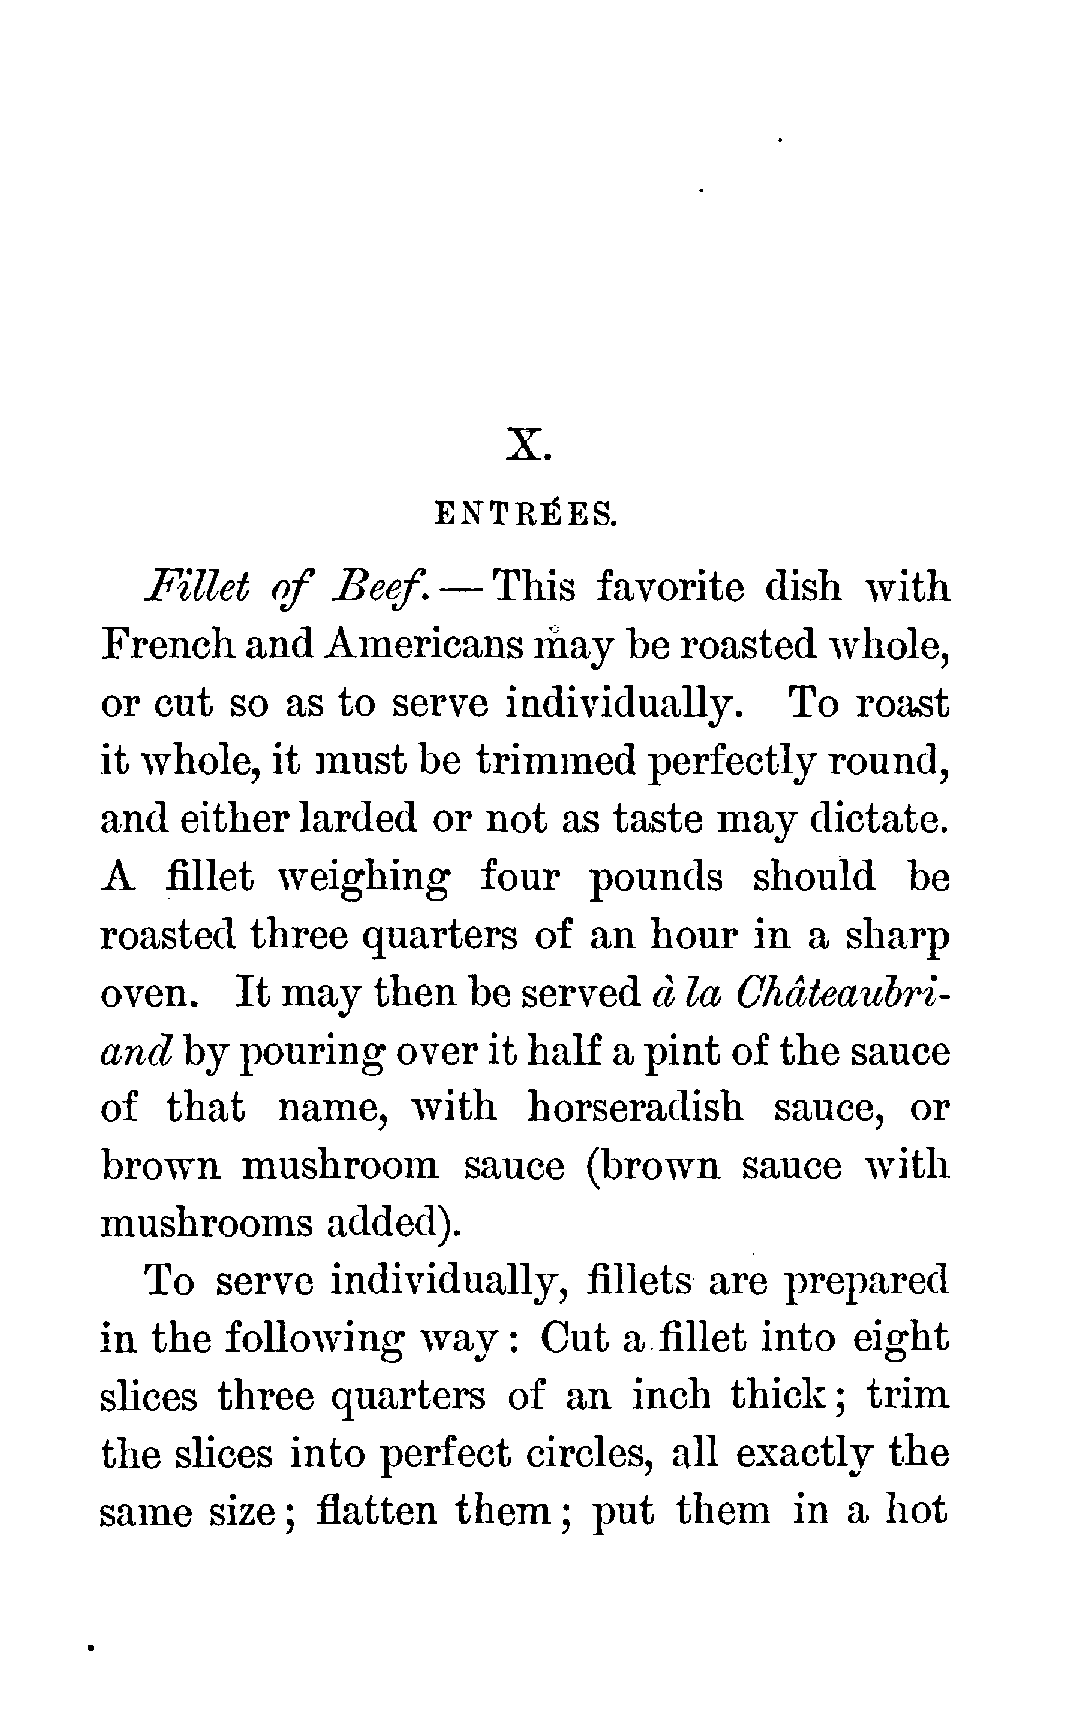 X.
ENTRÉES.
Fillet of Beef. — This favorite dish with
French and Americans may be roasted whole,
or cut so as to serve individually. To roast
it whole, it must be trimmed perfectly round,
and either larded or not as taste may dictate.
A fillet weighing four pounds should be
roasted three quarters of an hour in a sharp
oven. It may then be served à la Châteaubri-
and by pouring over it half a pint of the sauce
of that name, with horseradish sauce, or
brown mushroom sauce (brown sauce with
mushrooms added).
To serve individually, fillets are prepared
in the following way: Cut a fillet into eight
slices three quarters of an inch thick; trim
the slices into perfect circles, all exactly the
same size; flatten them; put them in a hot